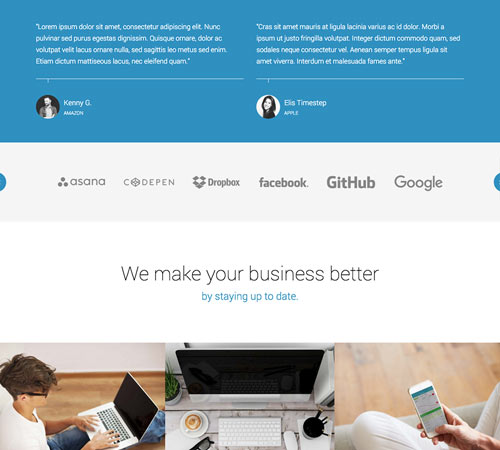 "Lorem ipsum dolor sit amet, consectetur adipiscing elit.
Pulvinar sed purus egestas dignissim. Quisque ornare, dolor ac
volutpat velit lacus ornare nulla, sed sagittis leo metus sed enim.
Etiam dictum mattiseous lacus, nec eleifend quam."
Kenny G.
AMAZON
"Cras sit amet mauris at ligula iaculis varius ac id dolor. Morbi a
ipsum ut justo fringilla volutpat. Integer dictum commodo quam, sed
sodales neque consectetur vel. Aenean semper tempus ligula sit
amet viverra. Interdum et malesuada fames ante."
Elis Timestep
APPLE
asana
CODEPEN
Dropbox
facebook.
GitHub
Google
We make your business better
by staying up to date.